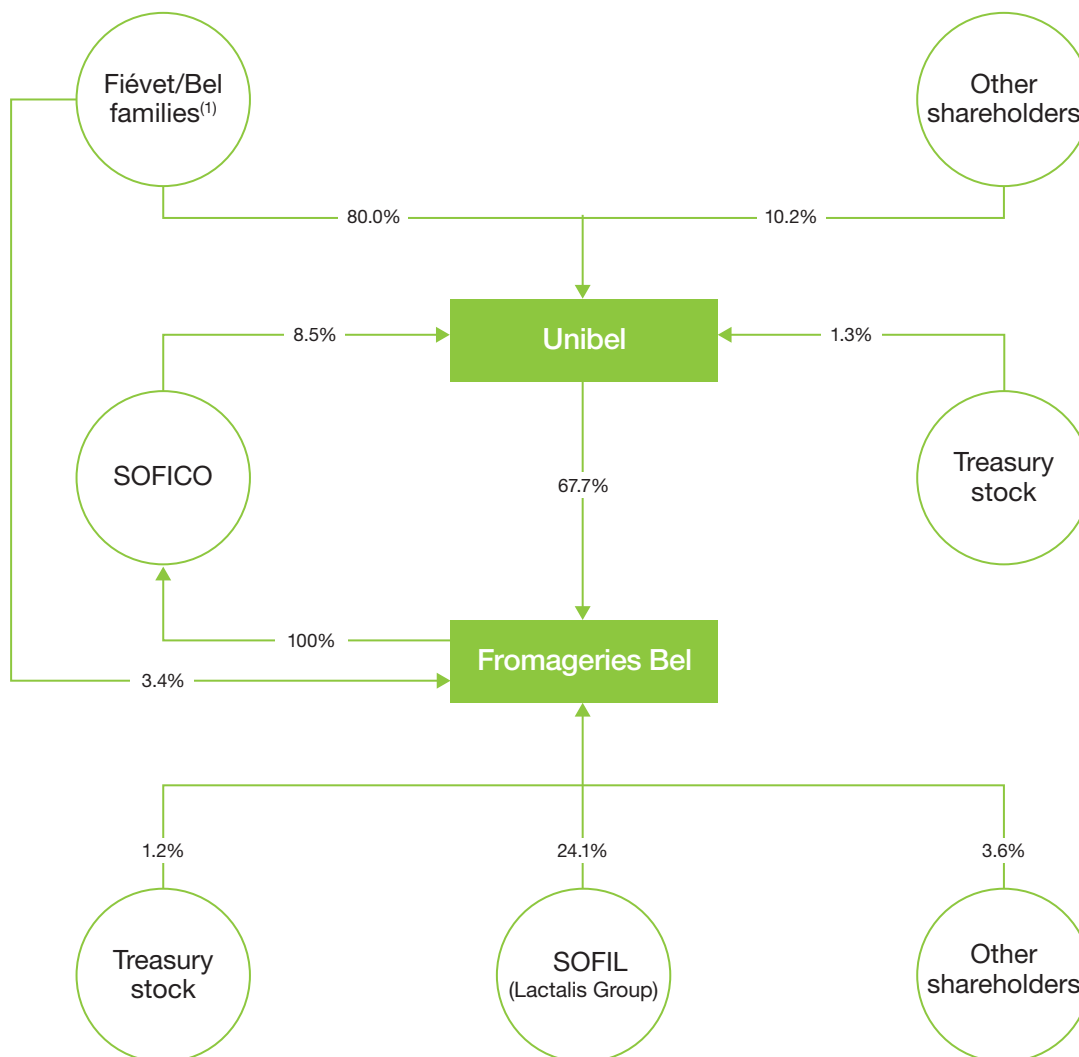 Fiévet/Bel
families(1)
Other
shareholders
80.0%
10.2%
Unibel
8.5%
1.3%
SOFICO
Treasury
stock
67.7%
100%
Fromageries Bel
3.4%
1.2%
24.1%
3.6%
Treasury
stock
SOFIL
(Lactalis Group)
Other
shareholders